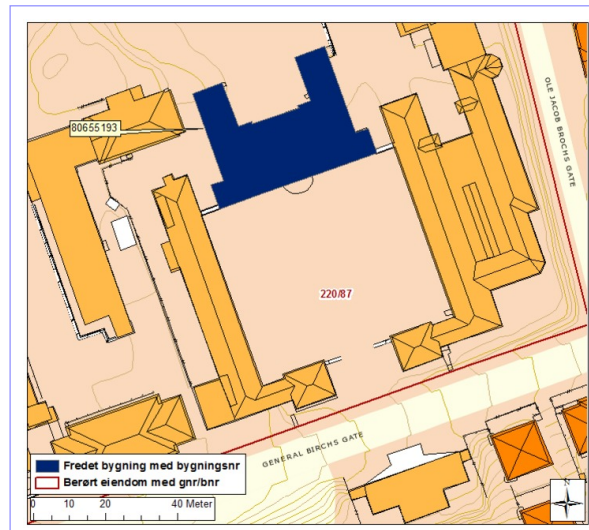 OLE JACOB BROCHS GATE
80655193
220/87
GENERAL BIRCHS GATE
Fredet bygning med bygningsnr
Berørt eiendom med gnr/bnr
0 10 20 40 Meter